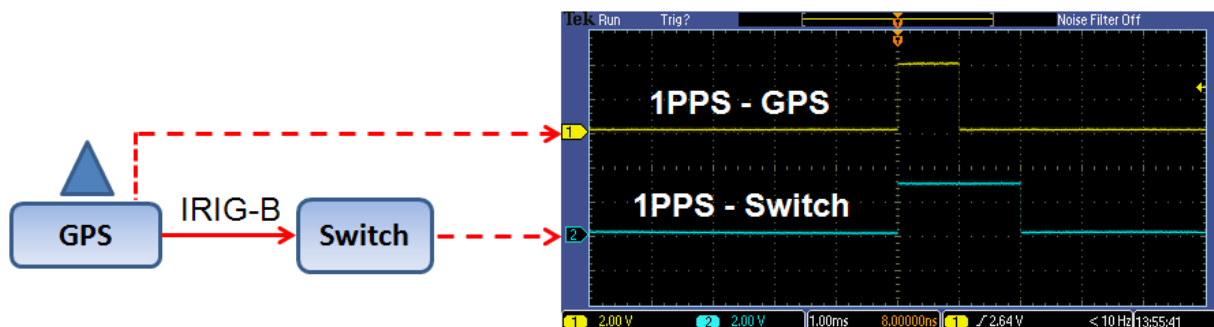 Tek Run Trig? Noise Filter Off
1PPS - GPS
1
IRIG-B
GPS
Switch
1PPS - Switch
2
1 2.00 V 2 2.00 V 1.00ms 8.00000ns 1 ∫ 2.64 V < 10 Hz 13:55:41